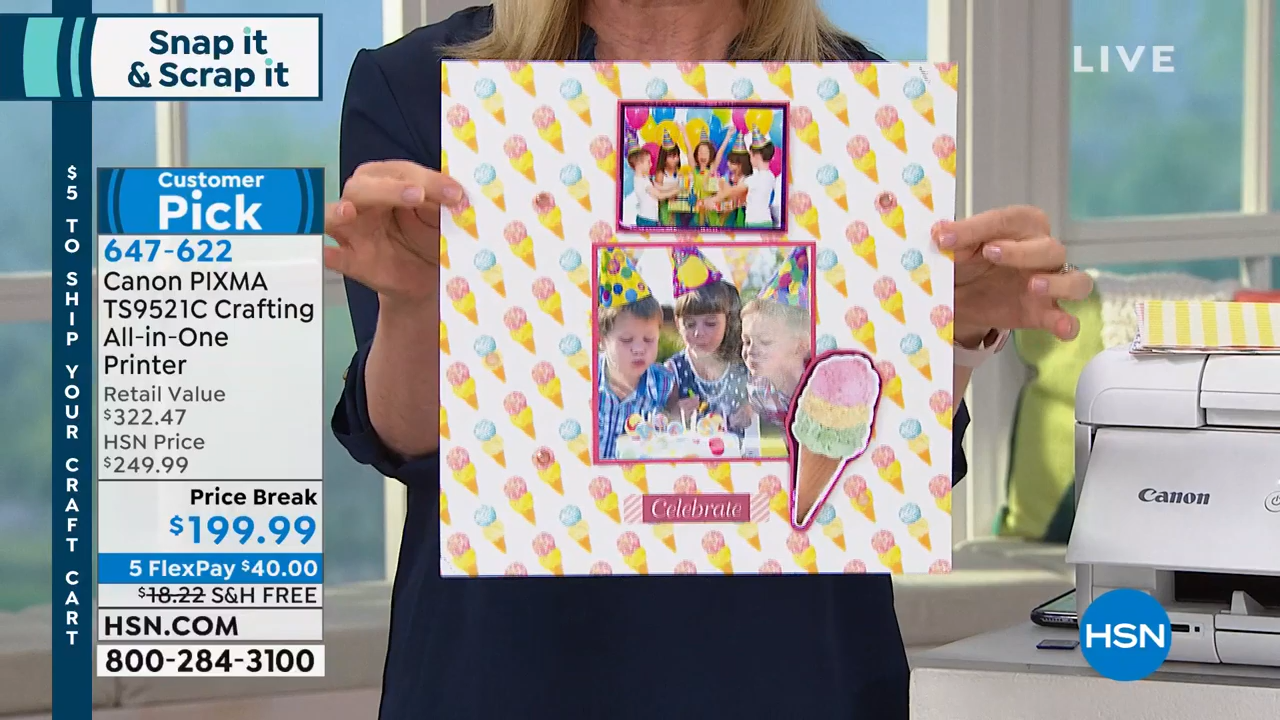 Snap it
& Scrap it
LIVE
$5 TO SHIP YOUR CRAFT CART
Customer
Pick
647-622
Canon PIXMA
TS9521C Crafting
All-in-One
Printer
Retail Value
$322.47
HSN Price
$249.99
Price Break
$199.99
5 FlexPay $40.00
$18.22 S&H FREE
HSN.COM
800-284-3100
Celebrate
Canon
HSN